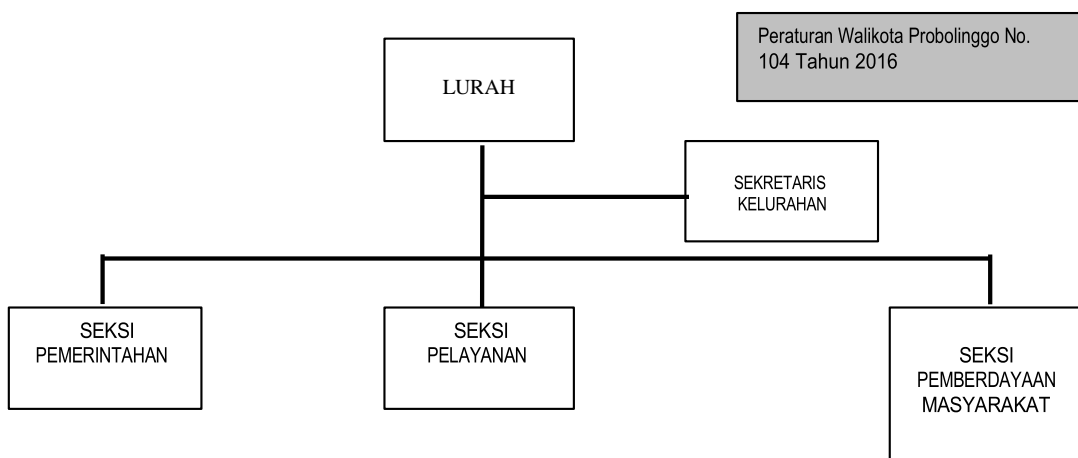 Peraturan Walikota Probolinggo No.
104 Tahun 2016
LURAH
SEKRETARIS
KELURAHAN
SEKSI
PEMERINTAHAN
SEKSI
PELAYANAN
SEKSI
PEMBERDAYAAN
MASYARAKAT